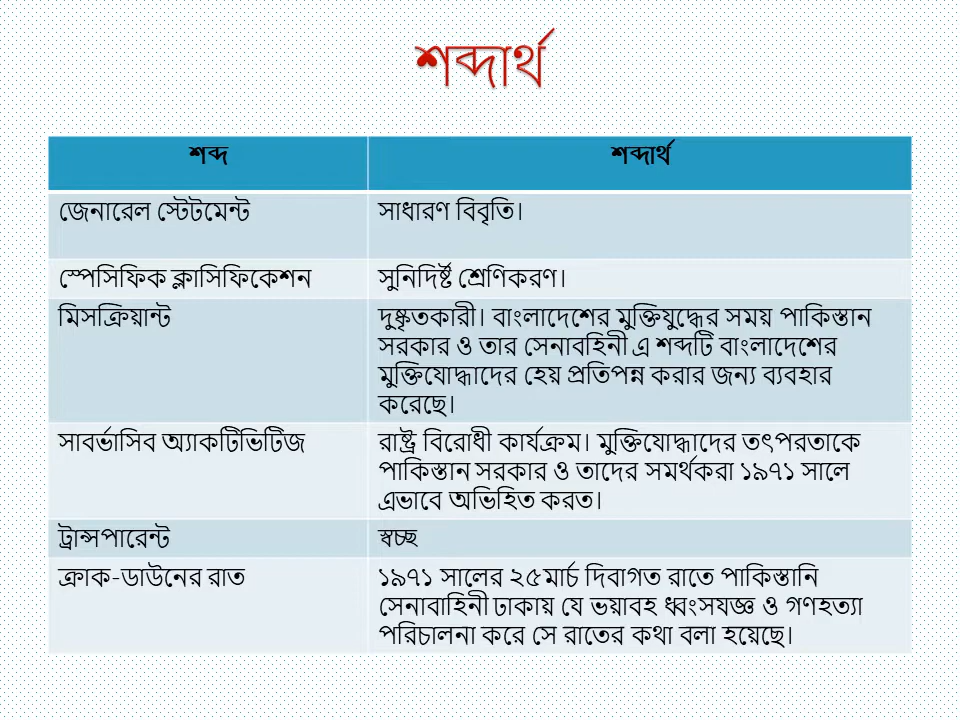 শব্দার্থ
শব্দ শব্দার্থ
জেনারেল স্টেটমেন্ট সাধারণ বিবৃতি।
স্পেসিফিক ক্লাসিফিকেশন সুনিদির্ষ্ট শ্রেণিকরণ।
মিসক্রিয়ান্ট দুষ্কৃতকারী। বাংলাদেশের মুক্তিযুদ্ধের সময় পাকিস্তান
সরকার ও তার সেনাবহিনী এ শব্দটি বাংলাদেশের
মুক্তিযোদ্ধাদের হেয় প্রতিপন্ন করার জন্য ব্যবহার
করেছে।
সাবর্ভাসিব অ্যাকটিভিটিজ রাষ্ট্র বিরোধী কার্যক্রম। মুক্তিযোদ্ধাদের তৎপরতাকে
পাকিস্তান সরকার ও তাদের সমর্থকরা ১৯৭১ সালে
এভাবে অভিহিত করত।
ট্রান্সপারেন্ট স্বচ্ছ
ক্রাক-ডাউনের রাত ১৯৭১ সালের ২৫মার্চ দিবাগত রাতে পাকিস্তানি
সেনাবাহিনী ঢাকায় যে ভয়াবহ ধ্বংসযজ্ঞ ও গণহত্যা
পরিচালনা করে সে রাতের কথা বলা হয়েছে।